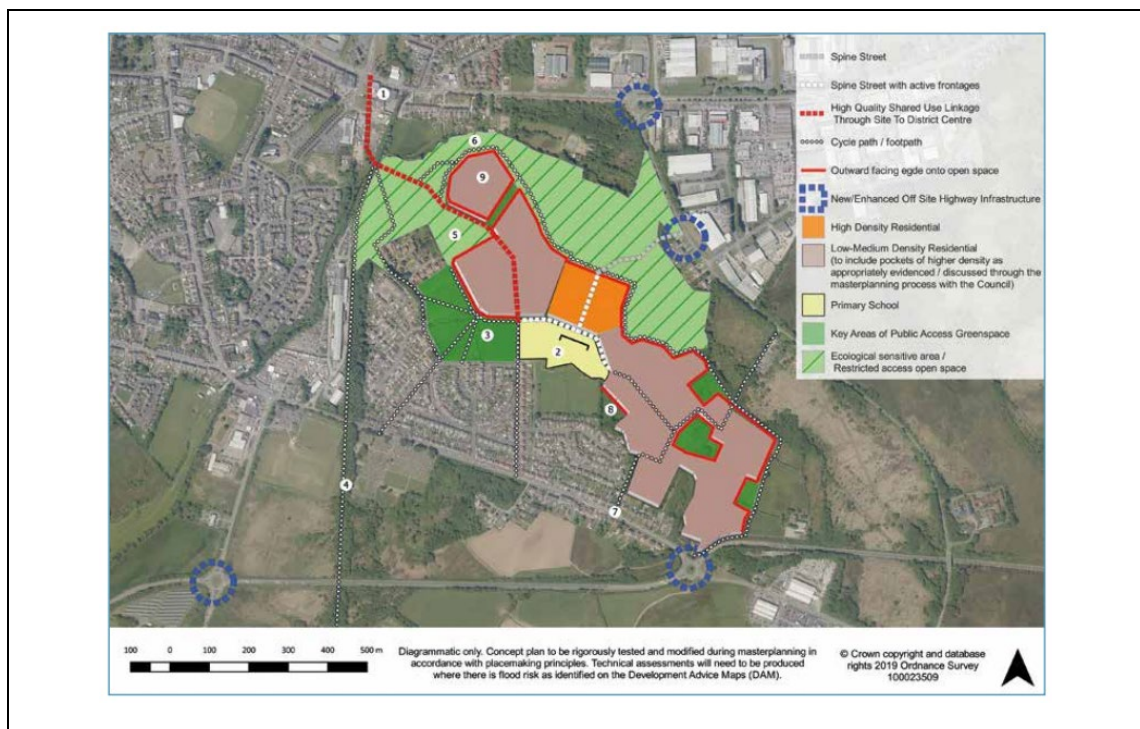 Spine Street
Spine Street with active frontages
High Quality Shared Use Linkage
Through Site To District Centre
Cycle path / footpath
Outward facing egde onto open space
New/Enhanced Off Site Highway Infrastructure
High Density Residential
Low-Medium Density Residential
(to include pockets of higher density as
appropriately evidenced / discussed through the
masterplanning process with the Council)
Primary School
Key Areas of Public Access Greenspace
Ecological sensitive area /
Restricted access open space
1
6
9
5
3
2
8
4
7
100 0 100 200 300 400 500 m
Diagrammatic only. Concept plan to be rigorously tested and modified during masterplanning in
accordance with placemaking principles. Technical assessments will need to be produced
where there is flood risk as identified on the Development Advice Maps (DAM).
© Crown copyright and database
rights 2019 Ordnance Survey
100023509